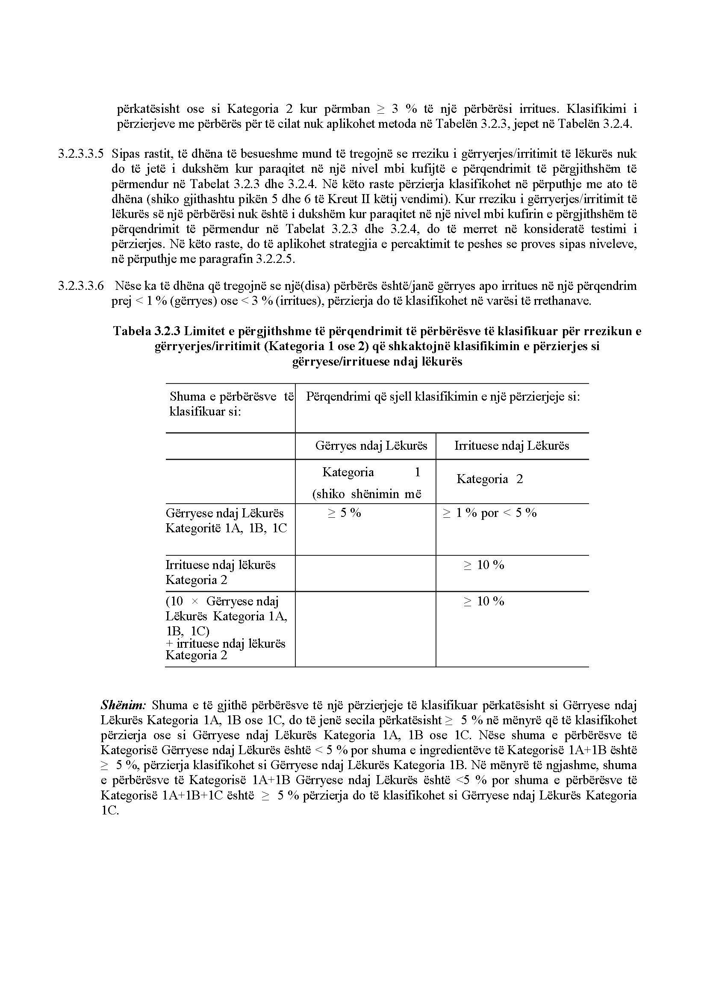 përkatësisht ose si Kategoria 2 kur përmban ≥ 3 % të një përbërësi irritues. Klasifikimi i
përzierjeve me përbërës për të cilat nuk aplikohet metoda në Tabelën 3.2.3, jepet në Tabelën 3.2.4.
3.2.3.3.5 Sipas rastit, të dhëna të besueshme mund të tregojnë se rreziku i gërryerjes/irritimit të lëkurës nuk
do të jetë i dukshëm kur paraqitet në një nivel mbi kufijtë e përqendrimit të përgjithshëm të
përmendur në Tabelat 3.2.3 dhe 3.2.4. Në këto raste përzierja klasifikohet në përputhje me ato të
dhëna (shiko gjithashtu pikën 5 dhe 6 të Kreut II këtij vendimi). Kur rreziku i gërryerjes/irritimit të
lëkurës së një përbërësi nuk është i dukshëm kur paraqitet në një nivel mbi kufirin e përgjithshëm të
përqendrimit të përmendur në Tabelat 3.2.3 dhe 3.2.4, do të merret në konsideratë testimi i
përzierjes. Në këto raste, do të aplikohet strategjia e percaktimit te peshes se proves sipas niveleve,
në përputhje me paragrafin 3.2.2.5.
3.2.3.3.6 Nëse ka të dhëna që tregojnë se një(disa) përbërës është/janë gërryes apo irritues në një përqendrim
prej < 1 % (gërryes) ose < 3 % (irritues), përzierja do të klasifikohet në varësi të rrethanave.
Tabela 3.2.3 Limitet e përgjithshme të përqendrimit të përbërësve të klasifikuar për rrezikun e
gërryerjes/irritimit (Kategoria 1 ose 2) që shkaktojnë klasifikimin e përzierjes si
gërryese/irrituese ndaj lëkurës
Shuma e përbërësve të Përqendrimi që sjell klasifikimin e një përzierjeje si:
klasifikuar si:
Gërryes ndaj Lëkurës Irrituese ndaj Lëkurës
Kategoria 1
Kategoria 2
(shiko shënimin më
Gërryese ndaj Lëkurës ≥ 5 % ≥ 1 % por < 5 %
Kategoritë 1A, 1B, 1C
Irrituese ndaj lëkurës ≥ 10 %
Kategoria 2
(10 × Gërryese ndaj ≥ 10 %
Lëkurës Kategoria 1A,
1B, 1C)
+ irrituese ndaj lëkurës
Kategoria 2
Shënim: Shuma e të gjithë përbërësve të një përzierjeje të klasifikuar përkatësisht si Gërryese ndaj
Lëkurës Kategoria 1A, 1B ose 1C, do të jenë secila përkatësisht ≥ 5 % në mënyrë që të klasifikohet
përzierja ose si Gërryese ndaj Lëkurës Kategoria 1A, 1B ose 1C. Nëse shuma e përbërësve të
Kategorisë Gërryese ndaj Lëkurës është < 5 % por shuma e ingredientëve të Kategorisë 1A+1B është
≥ 5 %, përzierja klasifikohet si Gërryese ndaj Lëkurës Kategoria 1B. Në mënyrë të ngjashme, shuma
e përbërësve të Kategorisë 1A+1B Gërryese ndaj Lëkurës është <5 % por shuma e përbërësve të
Kategorisë 1A+1B+1C është ≥ 5 % përzierja do të klasifikohet si Gërryese ndaj Lëkurës Kategoria
1C.